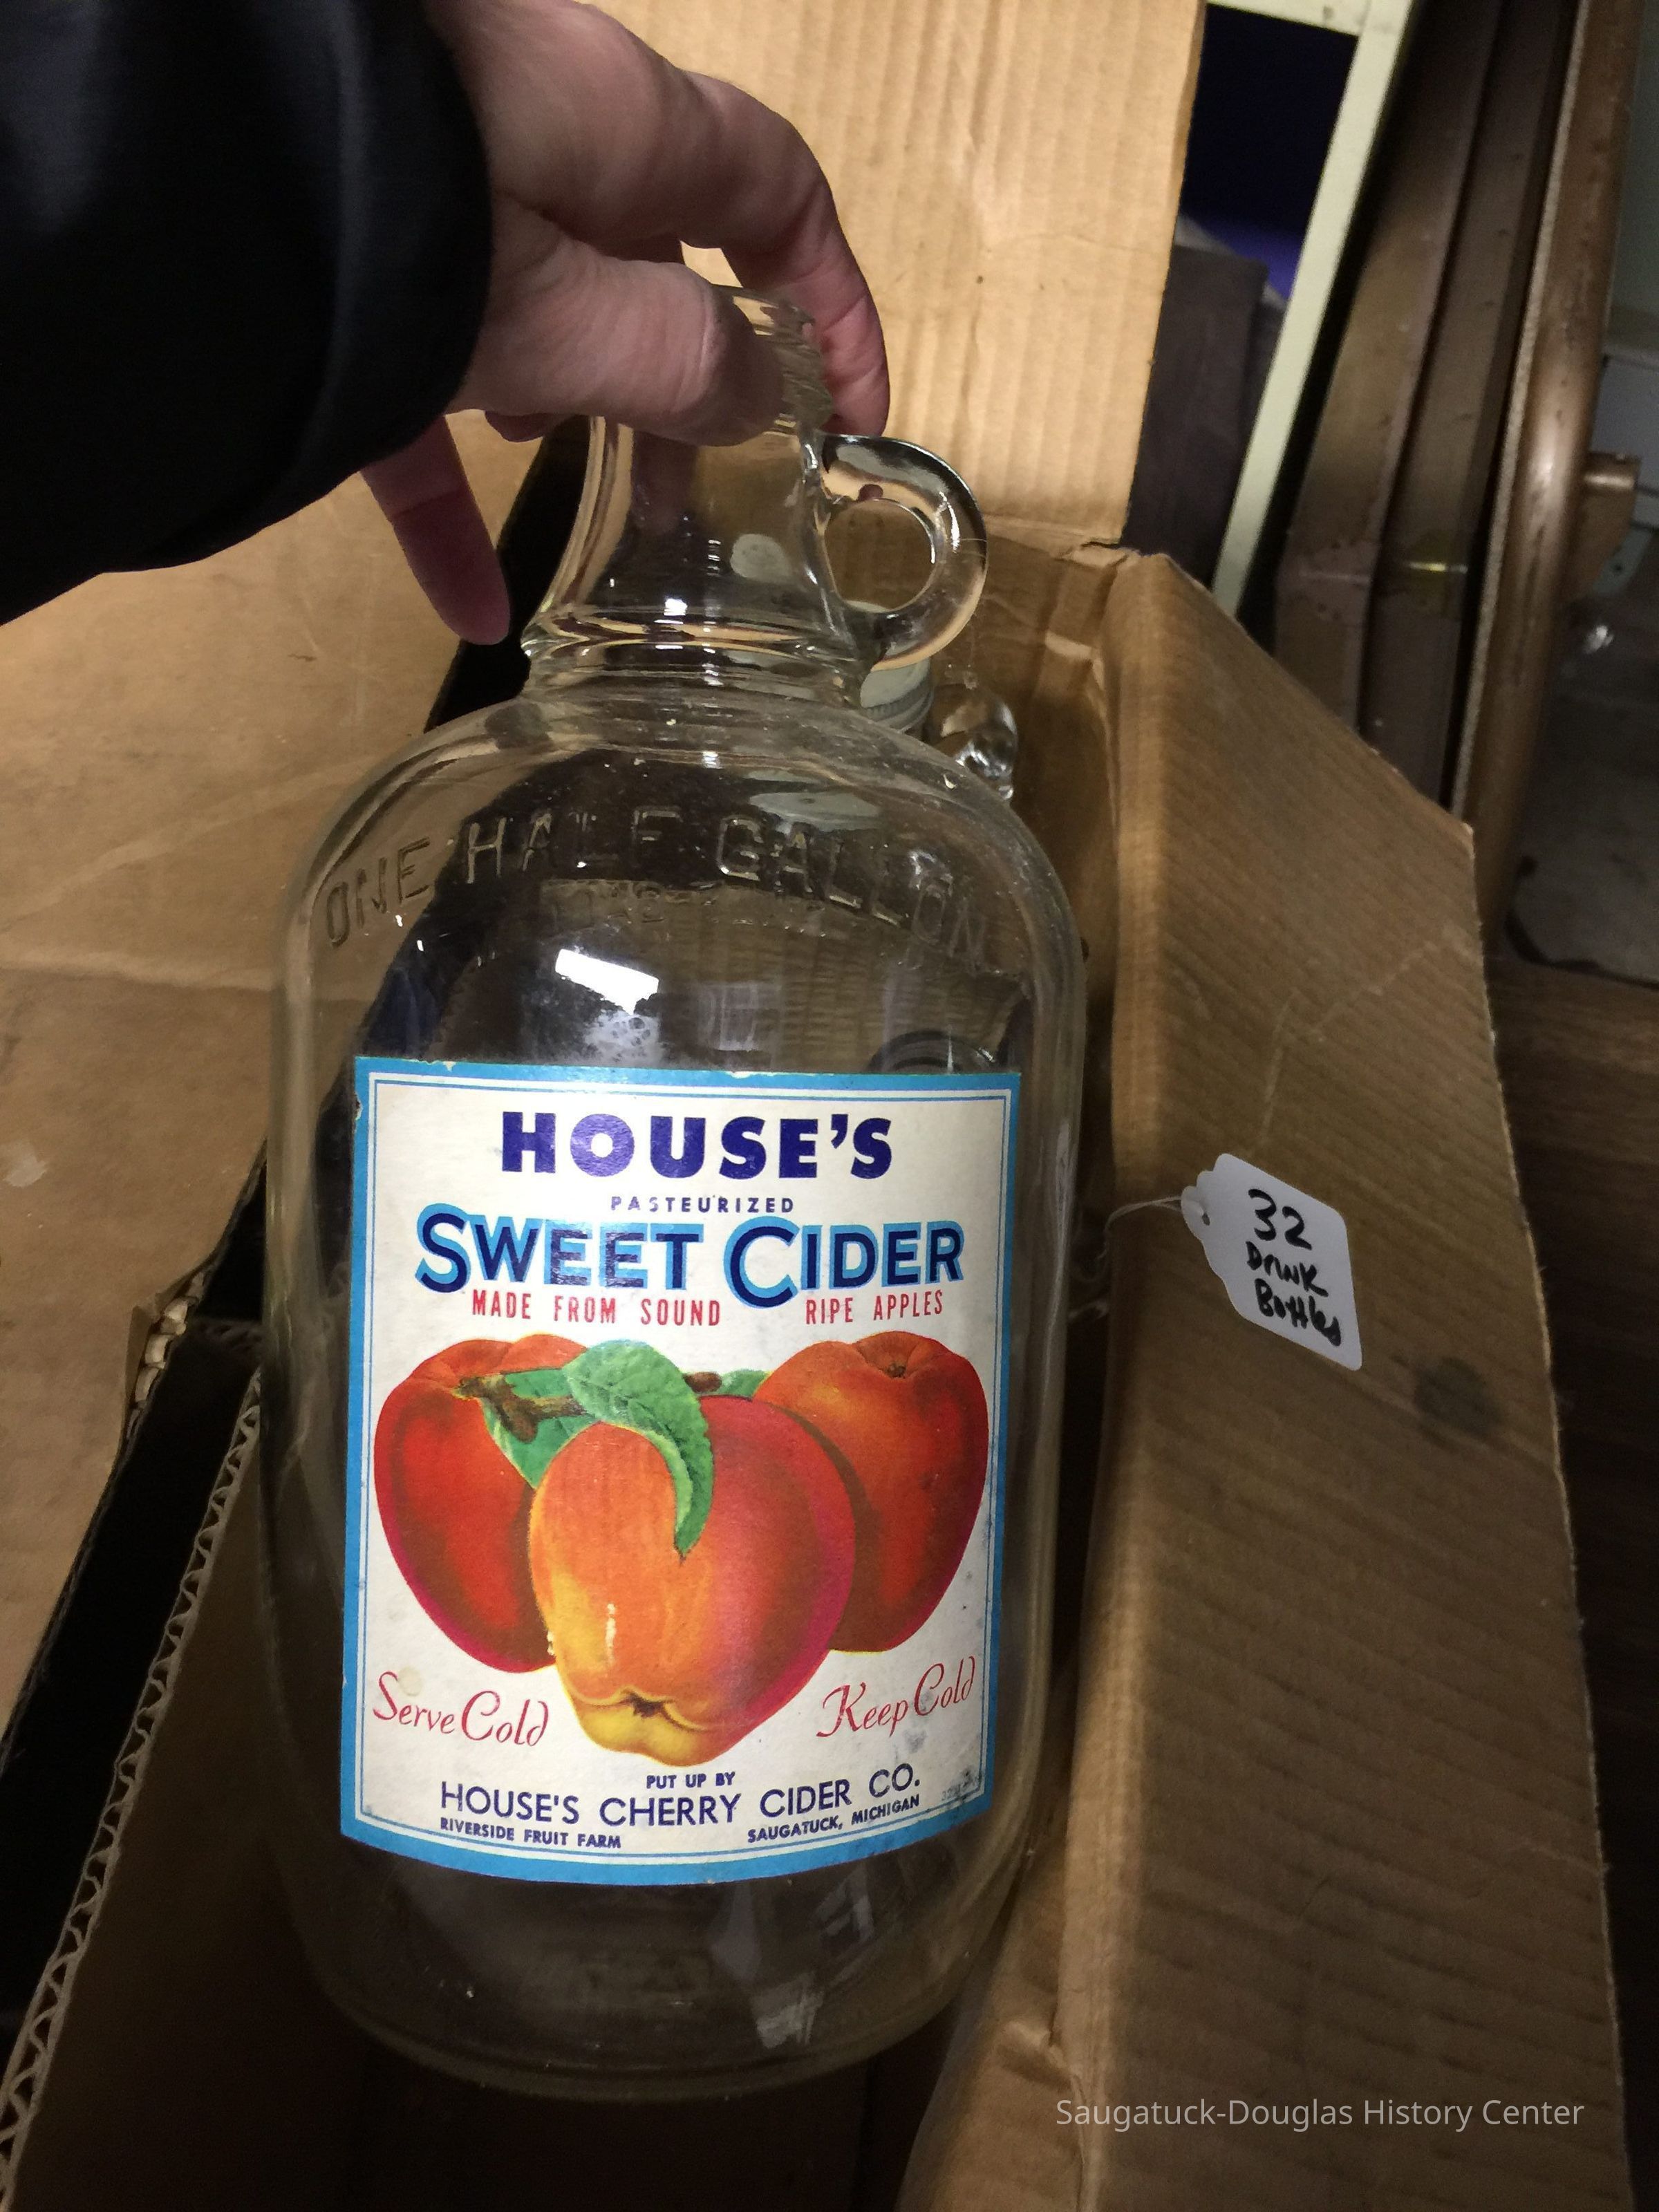 ONE HALF GALLON
HOUSE'S
PASTEURIZED
SWEET CIDER
MADE FROM SOUND RIPE APPLES
Serve Cold
Keep Cold
PUT UP BY
HOUSE'S CHERRY CIDER CO.
RIVERSIDE FRUIT FARM SAUGATUCK, MICHIGAN
32
Drink
Bottles
Saugatuck-Douglas History Center